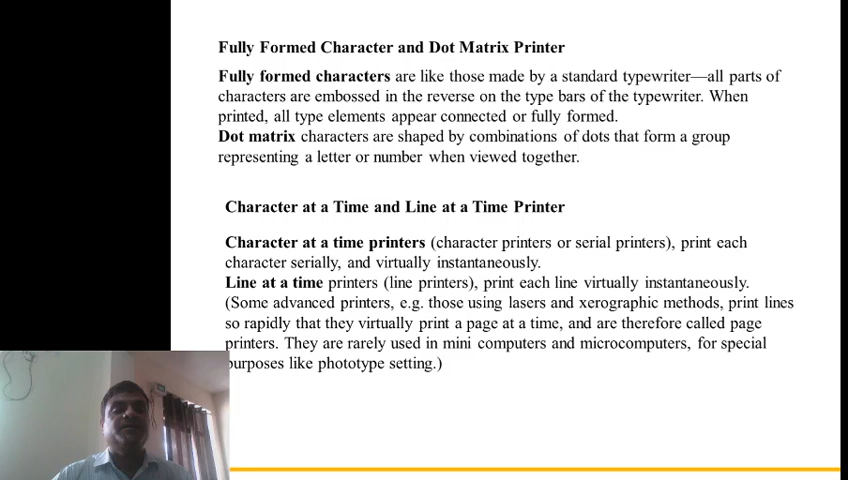 Fully Formed Character and Dot Matrix Printer
Fully formed characters are like those made by a standard typewriter—all parts of
characters are embossed in the reverse on the type bars of the typewriter. When
printed, all type elements appear connected or fully formed.
Dot matrix characters are shaped by combinations of dots that form a group
representing a letter or number when viewed together.
Character at a Time and Line at a Time Printer
Character at a time printers (character printers or serial printers), print each
character serially, and virtually instantaneously.
Line at a time printers (line printers), print each line virtually instantaneously.
(Some advanced printers, e.g. those using lasers and xerographic methods, print lines
so rapidly that they virtually print a page at a time, and are therefore called page
printers. They are rarely used in mini computers and microcomputers, for special
purposes like phototype setting.)